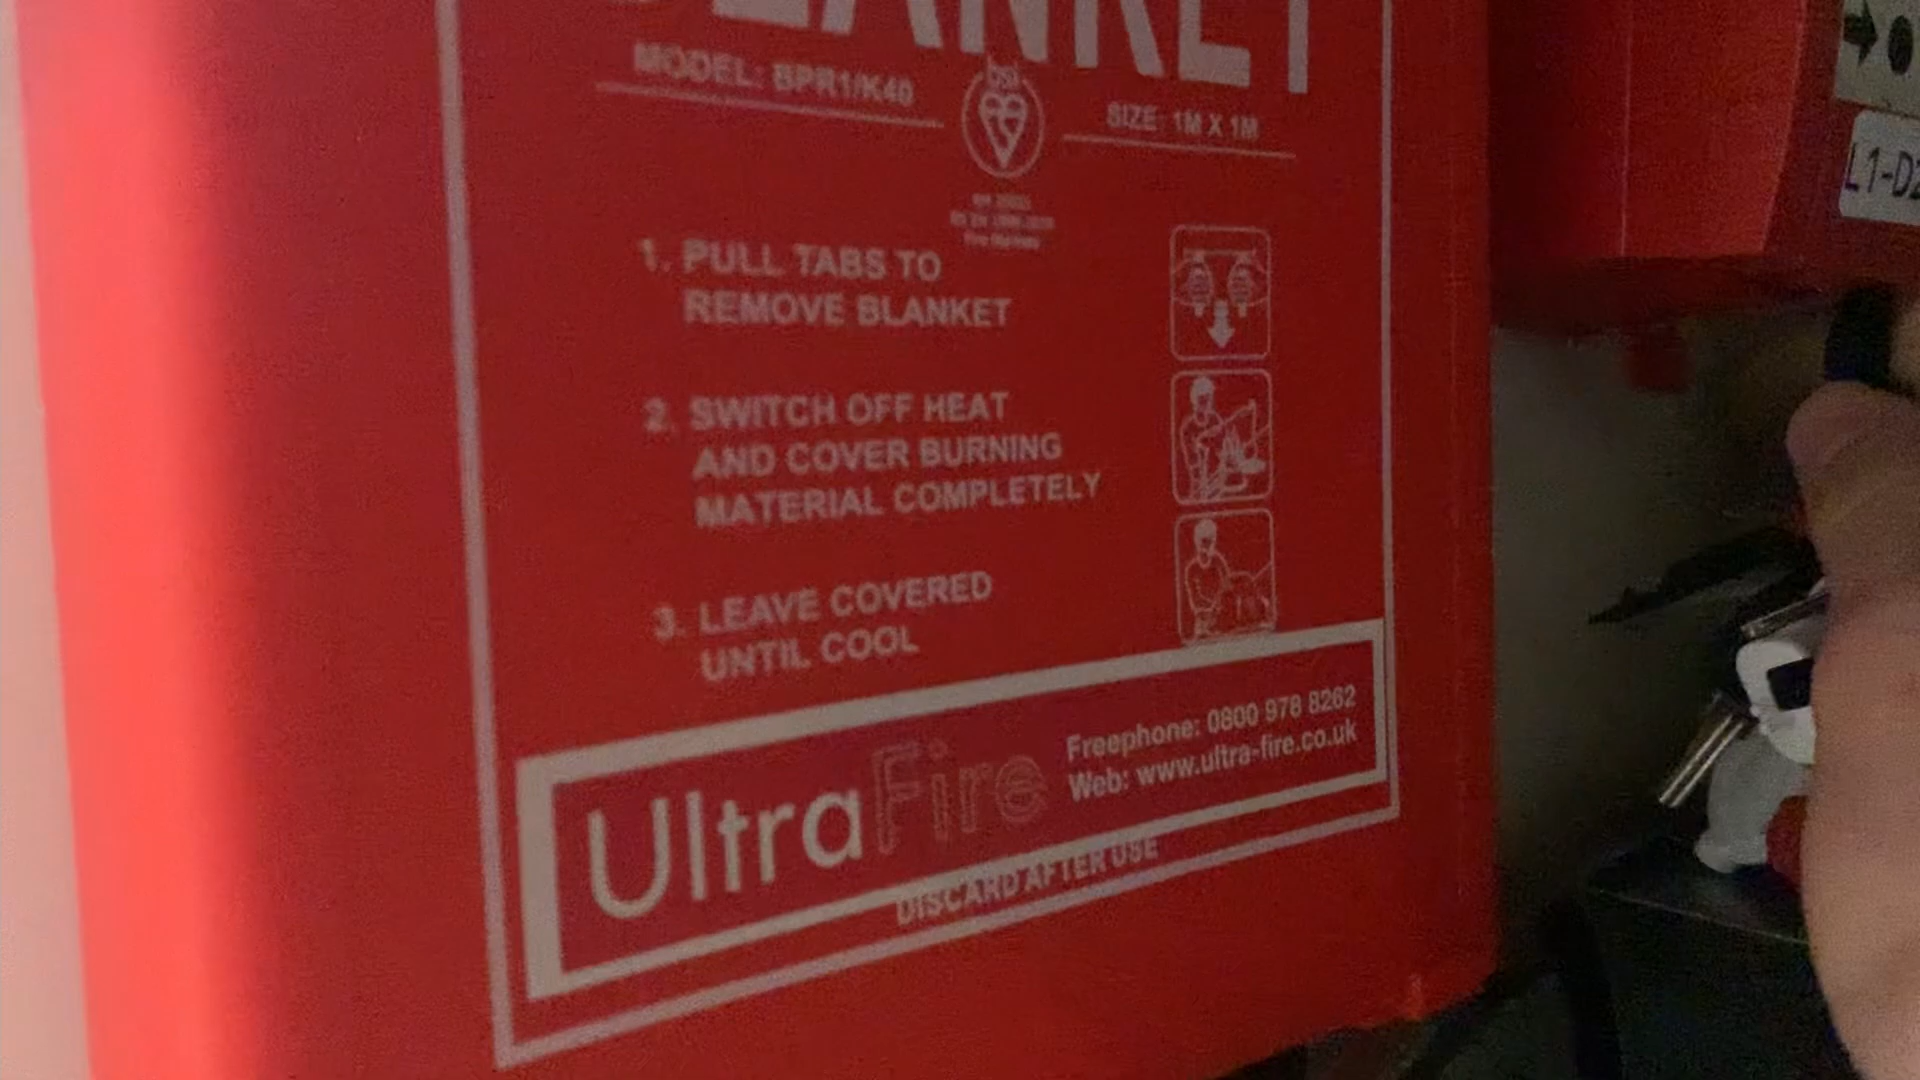 BLANKET
MODEL: BPR1/K40
bsi
SIZE: 1M X 1M
1. PULL TABS TO
REMOVE BLANKET
2. SWITCH OFF HEAT
AND COVER BURNING
MATERIAL COMPLETELY
3. LEAVE COVERED
UNTIL COOL
UltraFire
Freephone: 0800 978 8262
Web: www.ultra-fire.co.uk
DISCARD AFTER USE